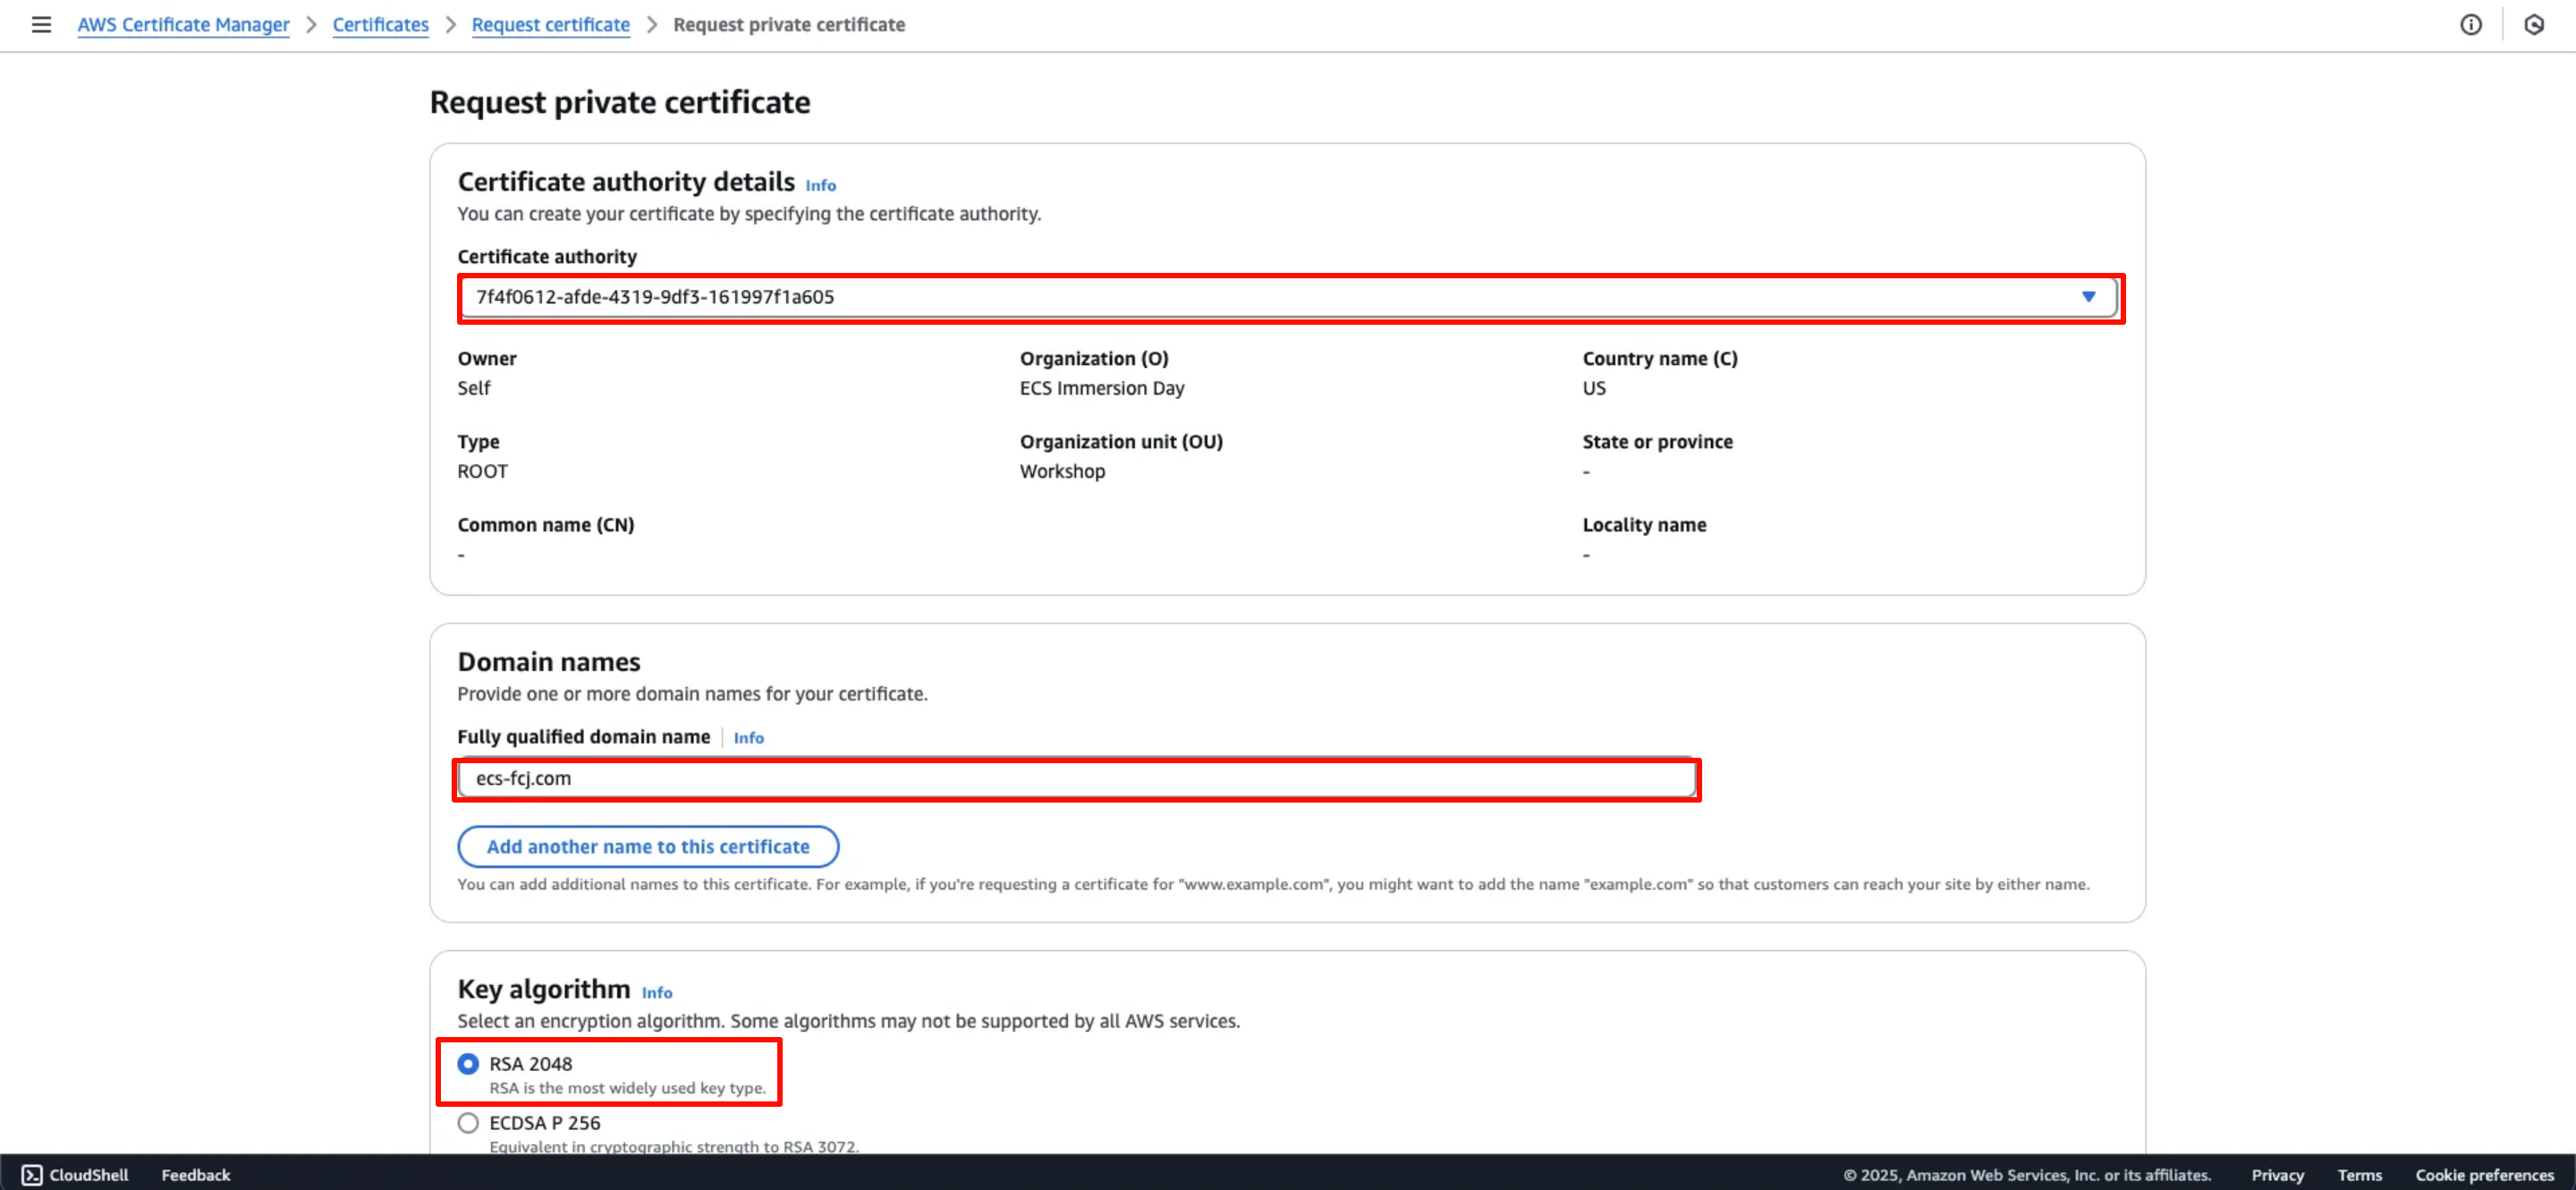 AWS Certificate Manager > Certificates > Request certificate > Request private certificate
Request private certificate
Certificate authority details Info
You can create your certificate by specifying the certificate authority.
Certificate authority
7f4f0612-afde-4319-9df3-161997f1a605
Owner Organization (O) Country name (C)
Self ECS Immersion Day US
Type Organization unit (OU) State or province
ROOT Workshop -
Common name (CN) Locality name
- -
Domain names
Provide one or more domain names for your certificate.
Fully qualified domain name Info
ecs-fcj.com
Add another name to this certificate
You can add additional names to this certificate. For example, if you're requesting a certificate for "www.example.com", you might want to add the name "example.com" so that customers can reach your site by either name.
Key algorithm Info
Select an encryption algorithm. Some algorithms may not be supported by all AWS services.
RSA 2048
RSA is the most widely used key type.
ECDSA P 256
Equivalent in cryptographic strength to RSA 3072.
CloudShell Feedback © 2025, Amazon Web Services, Inc. or its affiliates. Privacy Terms Cookie preferences